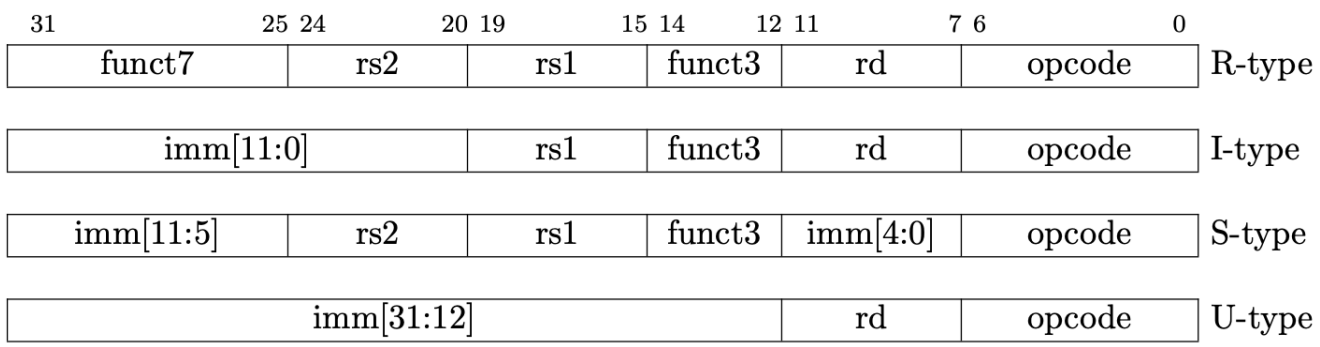 31 25 24 20 19 15 14 12 11 7 6 0
funct7 rs2 rs1 funct3 rd opcode R-type
imm[11:0] rs1 funct3 rd opcode I-type
imm[11:5] rs2 rs1 funct3 imm[4:0] opcode S-type
imm[31:12] rd opcode U-type